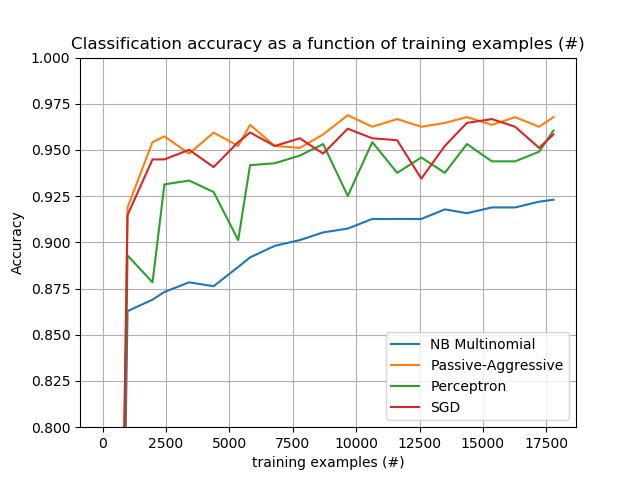 Classification accuracy as a function of training examples (#)
1.000
0.975
0.950
0.925
0.900
0.875
0.850
0.825
0.800
Accuracy
NB Multinomial
Passive-Aggressive
Perceptron
SGD
0 2500 5000 7500 10000 12500 15000 17500
training examples (#)